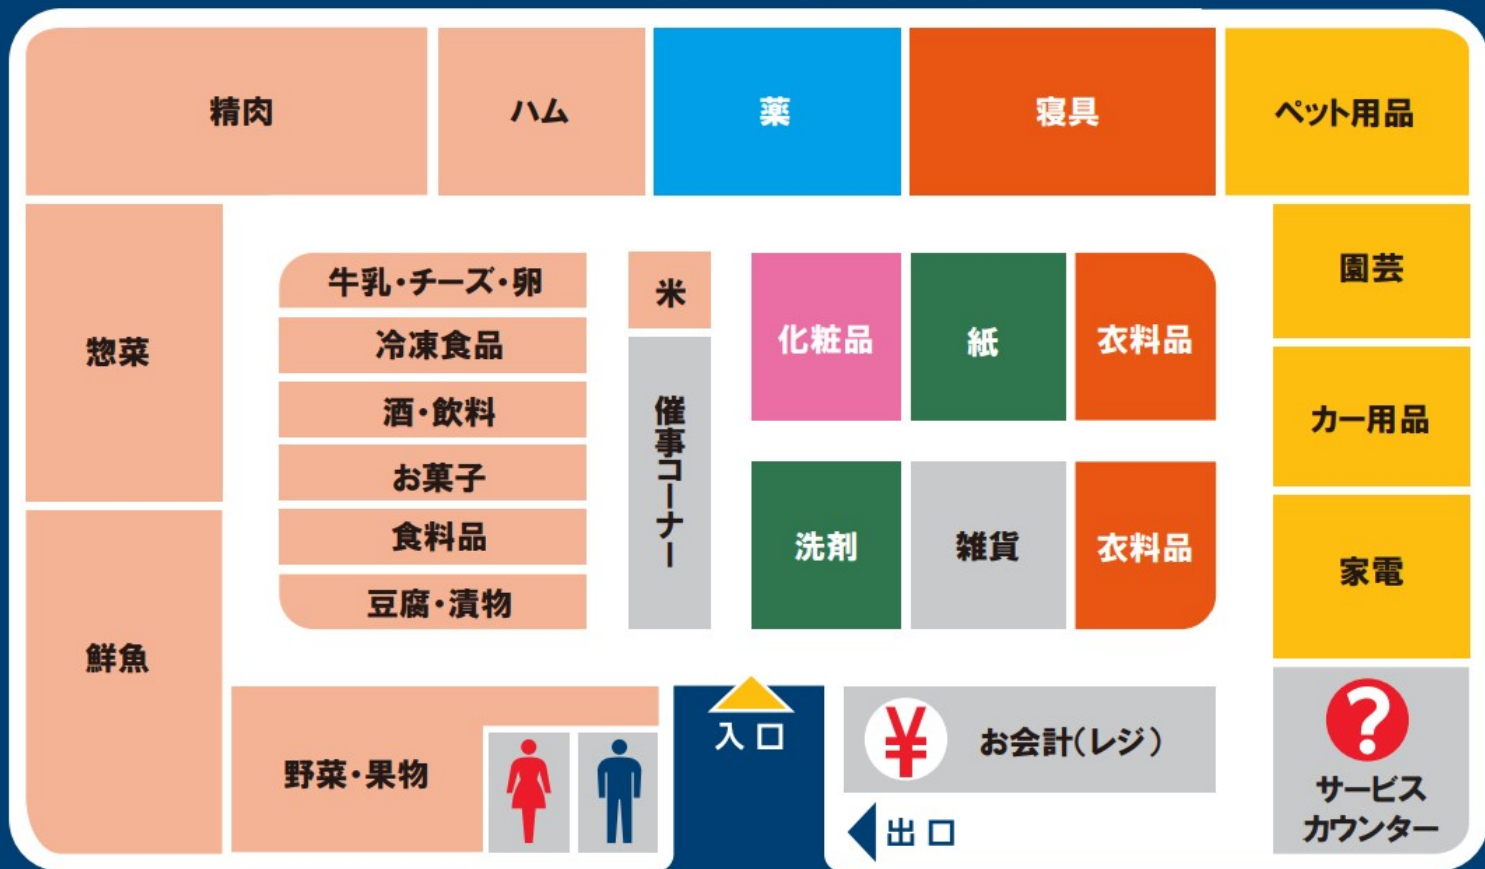 精肉
ハム
薬
寝具
ペット用品
惣菜
牛乳・チーズ・卵
冷凍食品
酒・飲料
お菓子
食料品
豆腐・漬物
米
催事コーナー
化粧品
紙
衣料品
洗剤
雑貨
衣料品
園芸
カー用品
家電
鮮魚
野菜・果物
入口
¥
お会計(レジ)
出口
?
サービス
カウンター